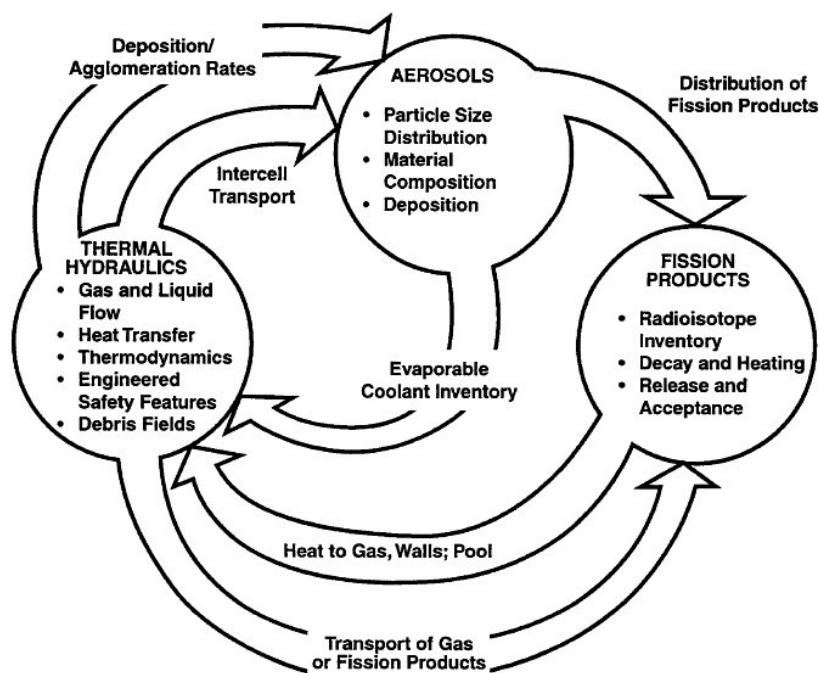 Deposition/
Agglomeration Rates
AEROSOLS
• Particle Size
Distribution
• Material
Composition
• Deposition
Distribution of
Fission Products
Intercell
Transport
THERMAL
HYDRAULICS
• Gas and Liquid
Flow
• Heat Transfer
• Thermodynamics
• Engineered
Safety Features
• Debris Fields
FISSION
PRODUCTS
• Radioisotope
Inventory
• Decay and Heating
• Release and
Acceptance
Evaporable
Coolant Inventory
Heat to Gas, Walls; Pool
Transport of Gas
or Fission Products